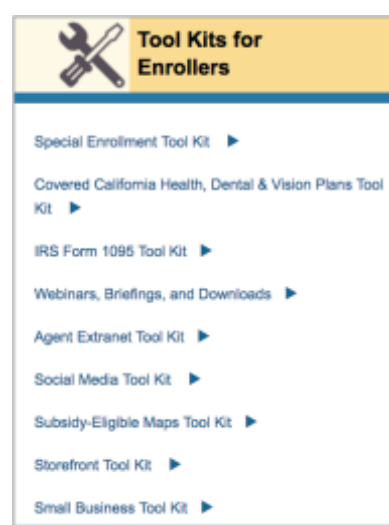 Tool Kits for
Enrollers
Special Enrollment Tool Kit ▶
Covered California Health, Dental & Vision Plans Tool
Kit ▶
IRS Form 1095 Tool Kit ▶
Webinars, Briefings, and Downloads ▶
Agent Extranet Tool Kit ▶
Social Media Tool Kit ▶
Subsidy-Eligible Maps Tool Kit ▶
Storefront Tool Kit ▶
Small Business Tool Kit ▶